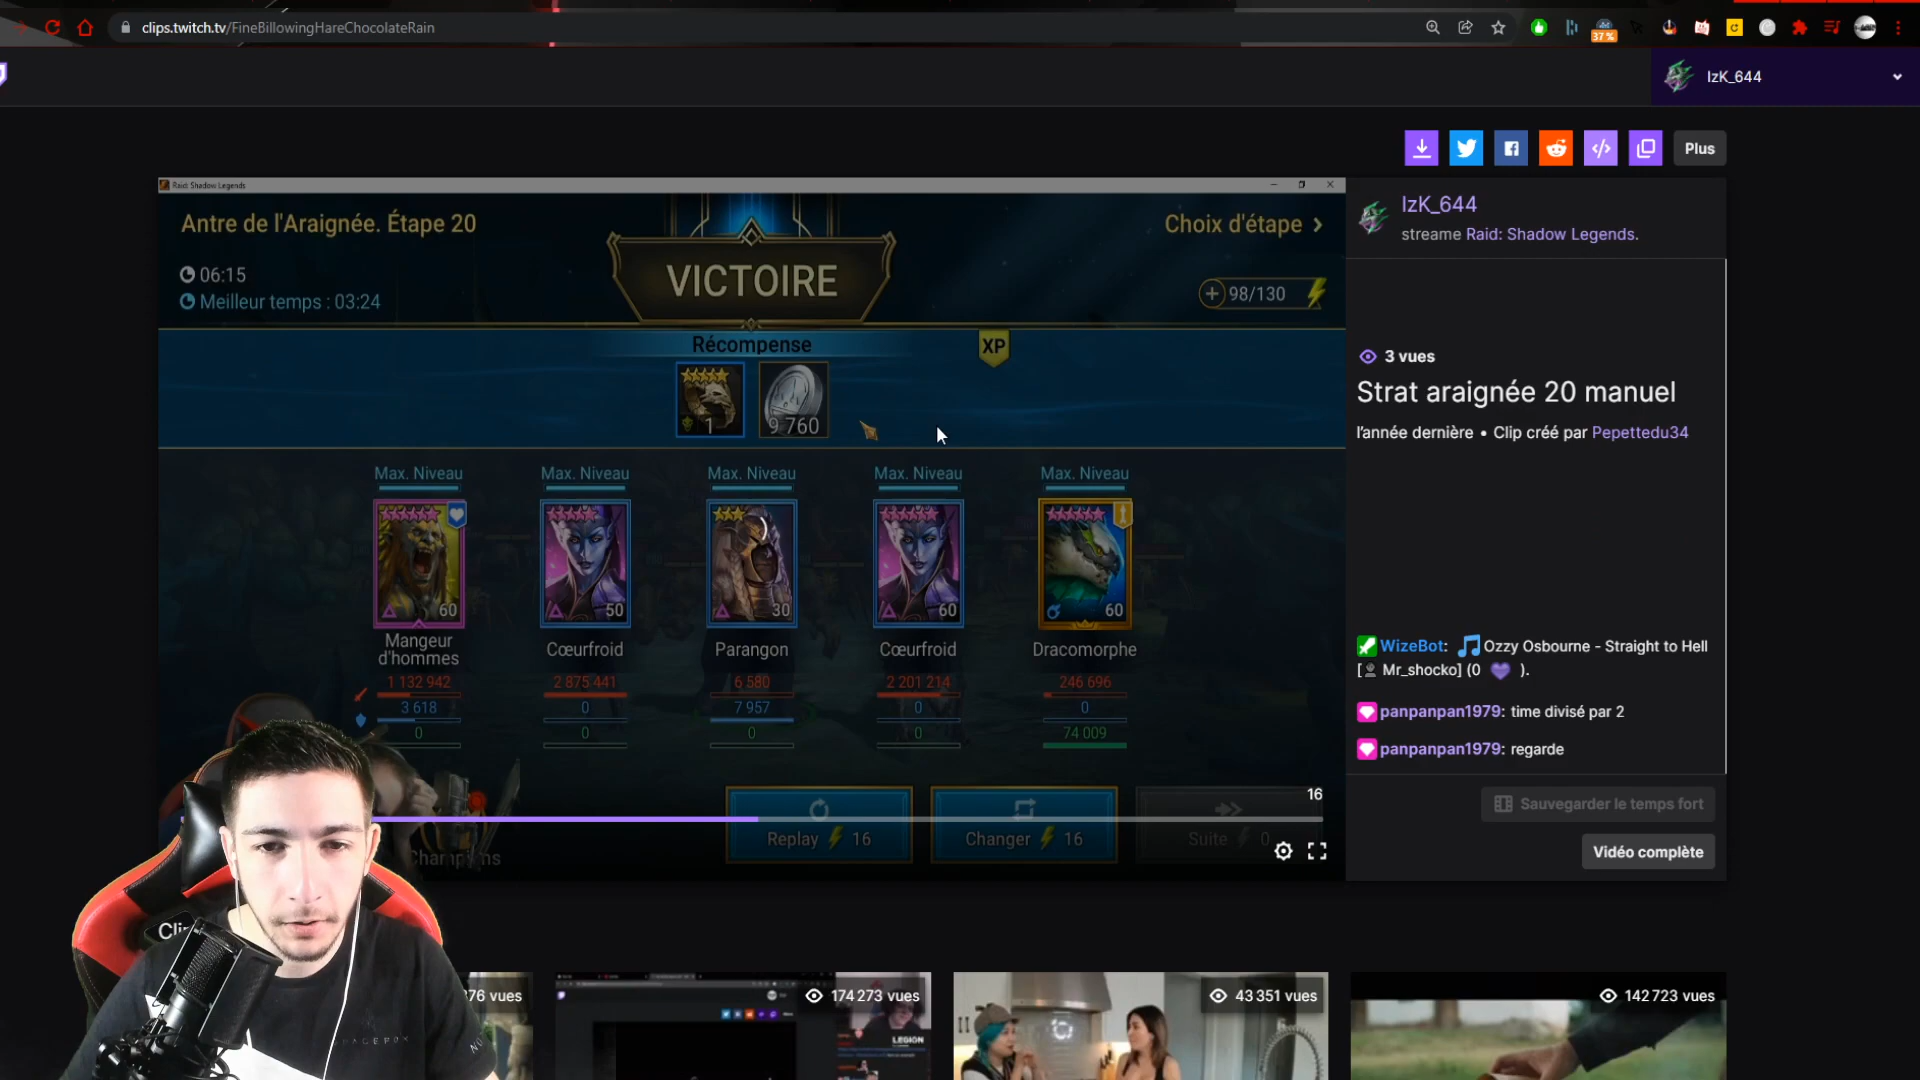 clips.twitch.tv/FineBillowingHareChocolateRain
37 %
IzK_644
Plus
Raid: Shadow Legends
Antre de l'Araignée. Étape 20
Choix d'étape
06:15
Meilleur temps : 03:24
VICTOIRE
98/130
Récompense
XP
1
9 760
Max. Niveau
Max. Niveau
Max. Niveau
Max. Niveau
Max. Niveau
60
50
30
60
60
Mangeur d'hommes
Cœurfroid
Parangon
Cœurfroid
Dracomorphe
1 132 942
2 875 441
6 580
2 201 214
246 696
3 618
0
7 957
0
0
0
0
0
0
74 009
16
Replay 16
Changer 16
Suite 0
IzK_644
streame Raid: Shadow Legends.
3 vues
Strat araignée 20 manuel
l'année dernière • Clip créé par Pepettedu34
WizeBot: Ozzy Osbourne - Straight to Hell
[ Mr_shocko] (0 ).
panpanpan1979: time divisé par 2
panpanpan1979: regarde
Sauvegarder le temps fort
Vidéo complète
174 273 vues
43 351 vues
142 723 vues
LEGION